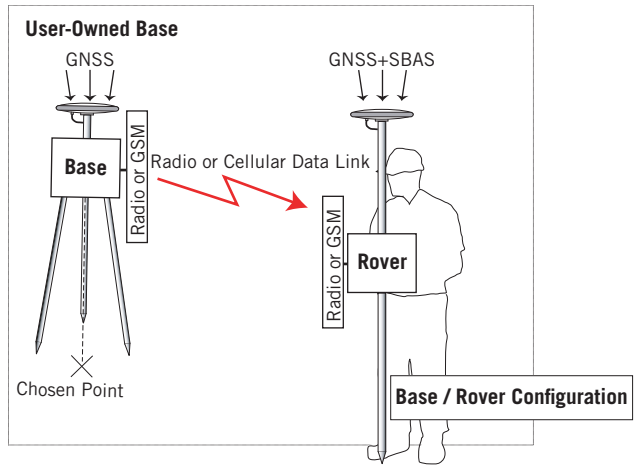 User-Owned Base
GNSS
GNSS+SBAS
Base
Radio or GSM
Radio or Cellular Data Link
Radio or GSM
Rover
Chosen Point
Base / Rover Configuration